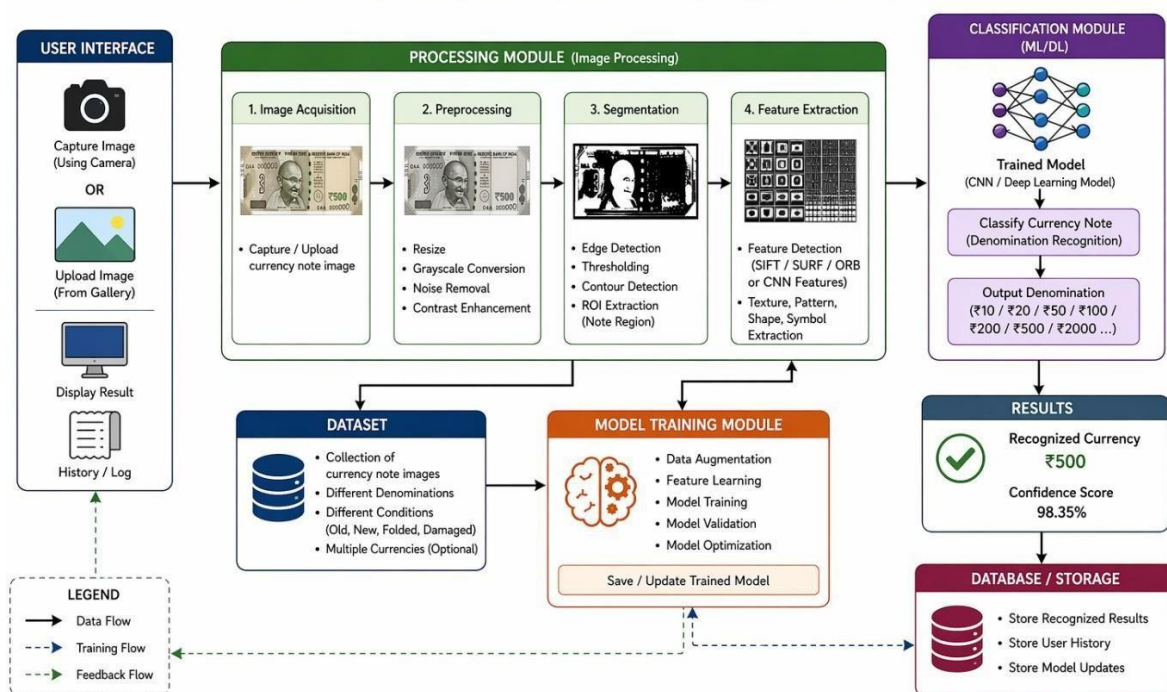 USER INTERFACE
Capture Image
(Using Camera)
OR
Upload Image
(From Gallery)
Display Result
History / Log
PROCESSING MODULE (Image Processing)
1. Image Acquisition
₹500
• Capture / Upload
currency note image
2. Preprocessing
₹500
• Resize
• Grayscale Conversion
• Noise Removal
• Contrast Enhancement
3. Segmentation
• Edge Detection
• Thresholding
• Contour Detection
• ROI Extraction
(Note Region)
4. Feature Extraction
• Feature Detection
(SIFT / SURF / ORB
or CNN Features)
• Texture, Pattern,
Shape, Symbol
Extraction
CLASSIFICATION MODULE
(ML/DL)
Trained Model
(CNN / Deep Learning Model)
Classify Currency Note
(Denomination Recognition)
Output Denomination
(₹10 / ₹20 / ₹50 / ₹100 /
₹200 / ₹500 / ₹2000 ...)
DATASET
• Collection of
currency note images
• Different Denominations
• Different Conditions
(Old, New, Folded, Damaged)
• Multiple Currencies (Optional)
MODEL TRAINING MODULE
• Data Augmentation
• Feature Learning
• Model Training
• Model Validation
• Model Optimization
Save / Update Trained Model
RESULTS
Recognized Currency
₹500
Confidence Score
98.35%
DATABASE / STORAGE
• Store Recognized Results
• Store User History
• Store Model Updates
LEGEND
Data Flow
Training Flow
Feedback Flow